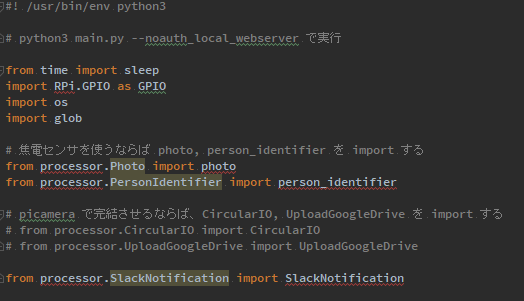 #! /usr/bin/env python3
# python3 main.py --noauth_local_webserver で実行
from time import sleep
import RPi.GPIO as GPIO
import os
import glob
# 焦電センサを使うならば photo, person_identifier を import する
from processor.Photo import photo
from processor.PersonIdentifier import person_identifier
# picamera で完結させるならば、CircularIO, UploadGoogleDrive を import する
# from processor.CircularIO import CircularIO
# from processor.UploadGoogleDrive import UploadGoogleDrive
from processor.SlackNotification import SlackNotification